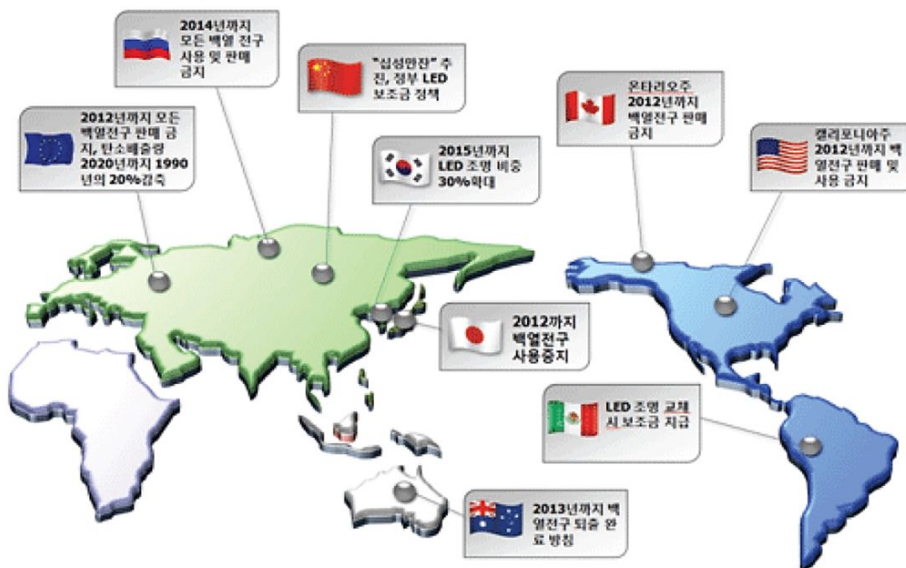 2014년까지
모든 백열 전구
사용 및 판매
금지
"십성만잔" 추
진, 정부 LED
보조금 정책
온타리오주
2012년까지
백열전구 판매
금지
2012년까지 모든
백열전구 판매 금
지, 탄소배출량
2020년까지 1990
년의 20%감축
2015년까지
LED 조명 비중
30%확대
캘리포니아주
2012년까지 백
열전구 판매 및
사용 금지
2012까지
백열전구
사용중지
LED 조명 교체
시 보조금 지급
2013년까지 백
열전구 퇴출 완
료 방침